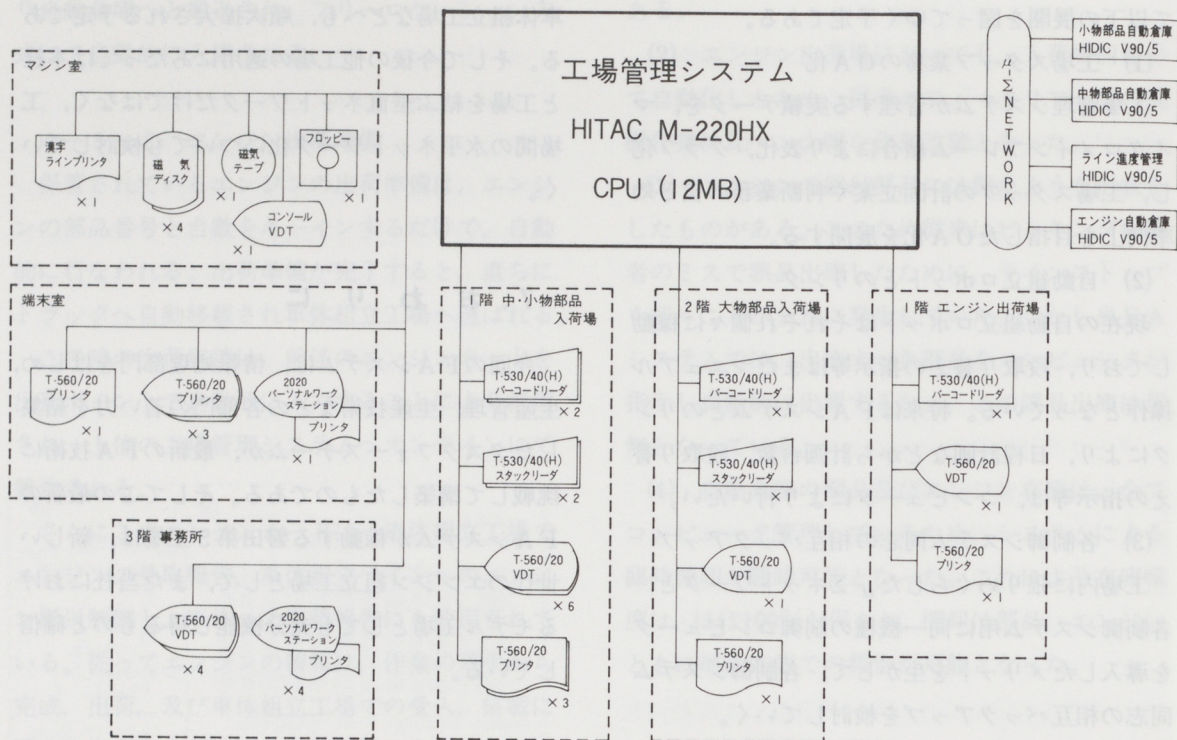 工場管理システム
HITAC M-220HX
CPU (12MB)
μΣNETWORK
小物部品自動倉庫
HIDIC V90/5
中物部品自動倉庫
HIDIC V90/5
ライン進度管理
HIDIC V90/5
エンジン自動倉庫
HIDIC V90/5
マシン室
漢字
ラインプリンタ
×1
磁気
ディスク
×4
磁気
テープ
×1
フロッピー
×1
コンソール
VDT
×1
端末室
T-560/20
プリンタ
×1
T-560/20
プリンタ
×3
2020
パーソナルワーク
ステーション
プリンタ
×1
3階 事務所
T-560/20
VDT
×4
2020
パーソナルワーク
ステーション
プリンタ
×4
1階 中・小物部品
入荷場
T-530/40(H)
バーコードリーダ
×2
T-530/40(H)
スタックリーダ
×2
T-560/20
VDT
×6
T-560/20
プリンタ
×3
2階 大物部品入荷場
T-530/40(H)
バーコードリーダ
×1
T-530/40(H)
スタックリーダ
×1
T-560/20
VDT
×1
T-560/20
プリンタ
×1
1階 エンジン出荷場
T-530/40(H)
バーコードリーダ
×1
T-560/20
VDT
×1
T-560/20
プリンタ
×1